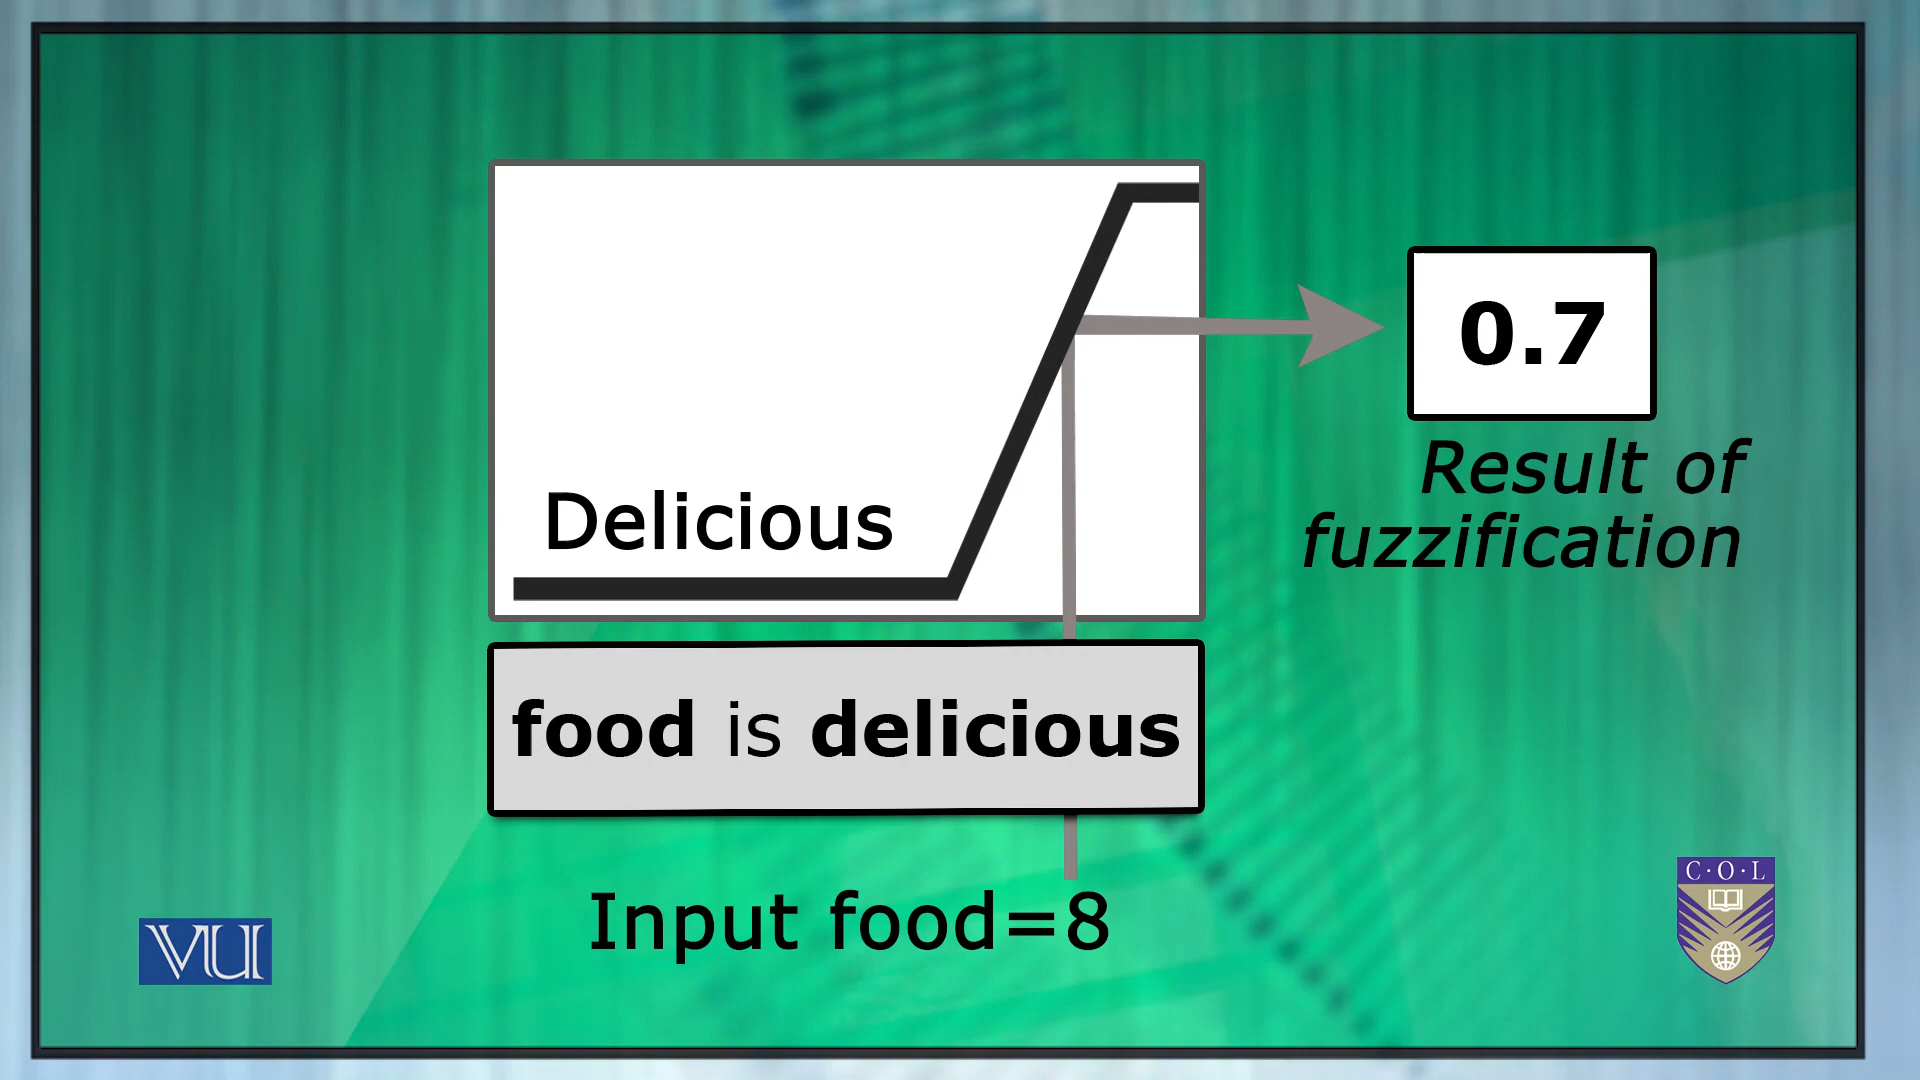 Delicious
0.7
Result of
fuzzification
food is delicious
Input food=8
VU
C·O·L